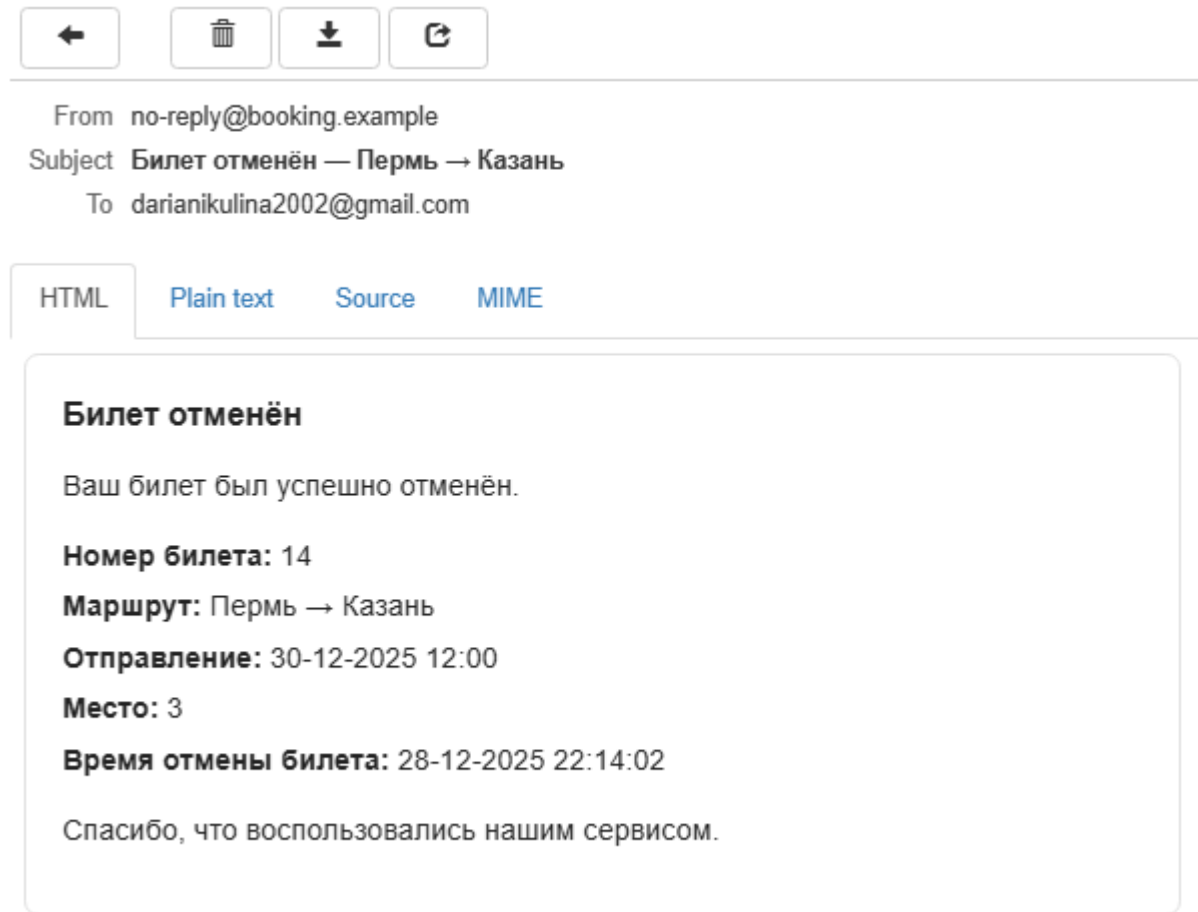 From no-reply@booking.example
Subject Билет отменён — Пермь → Казань
To darianikulina2002@gmail.com
HTML Plain text Source MIME
Билет отменён
Ваш билет был успешно отменён.
Номер билета: 14
Маршрут: Пермь → Казань
Отправление: 30-12-2025 12:00
Место: 3
Время отмены билета: 28-12-2025 22:14:02
Спасибо, что воспользовались нашим сервисом.